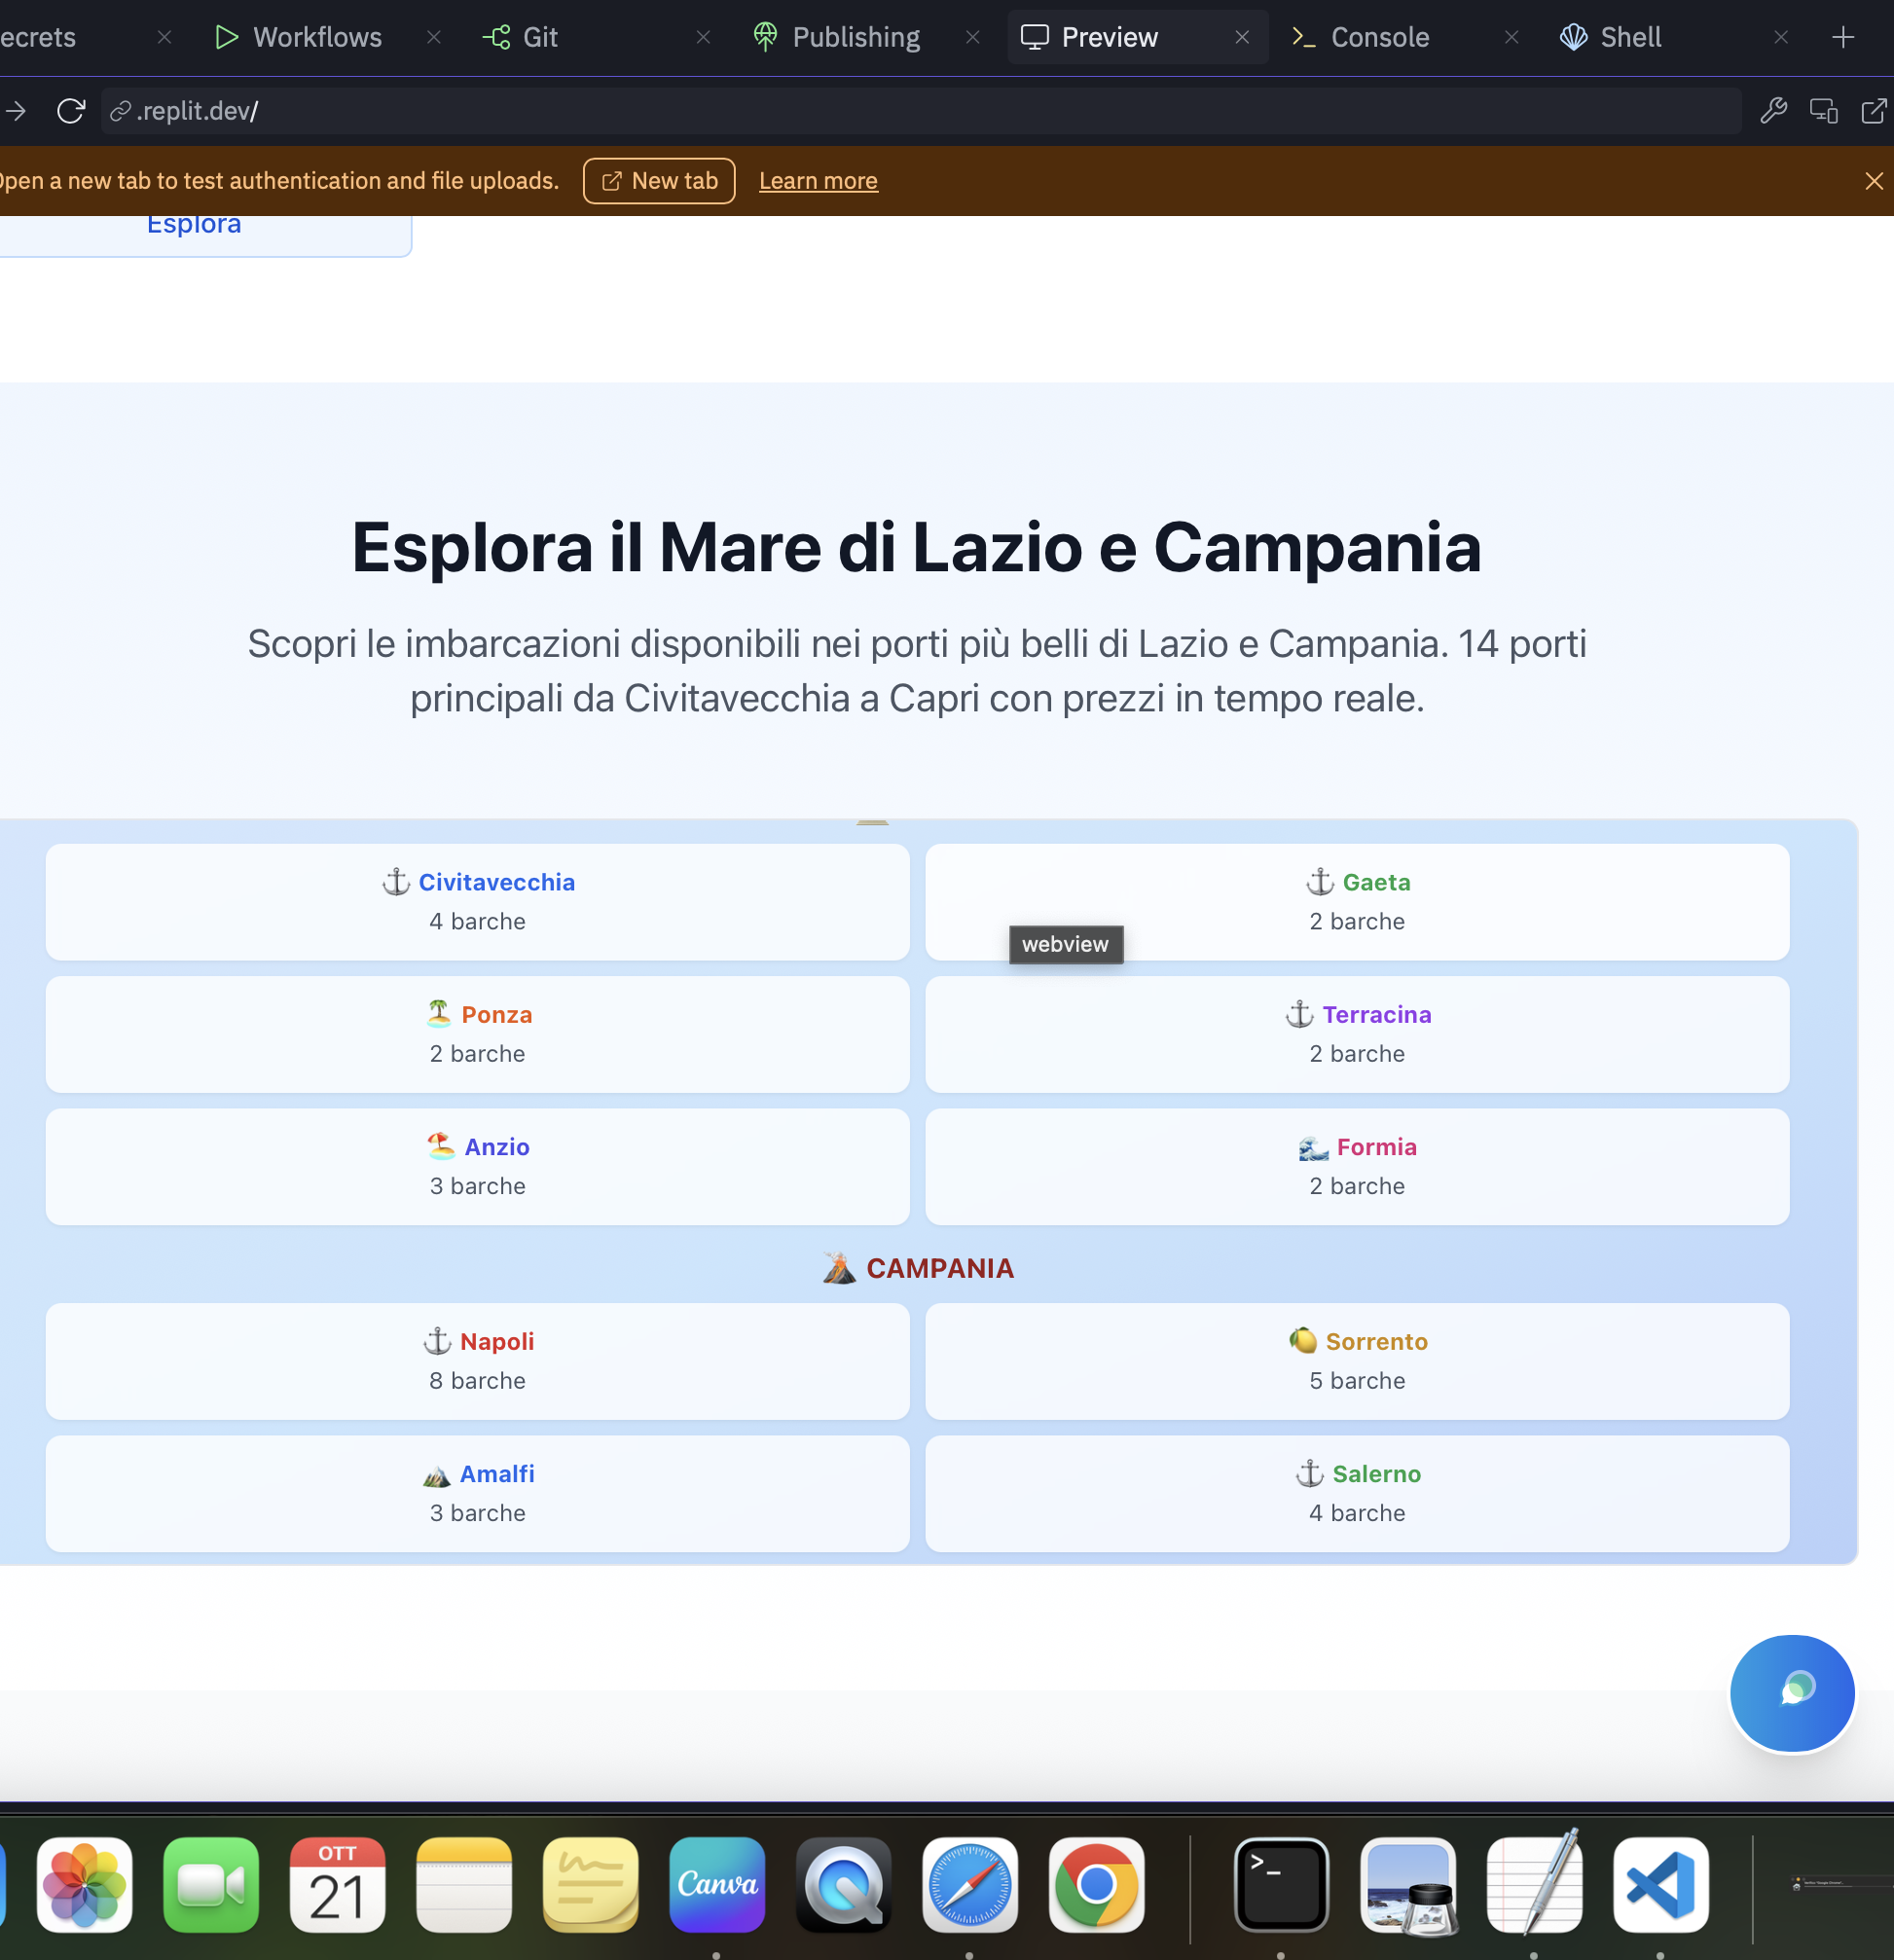 ecrets
Workflows
Git
Publishing
Preview
Console
Shell
.replit.dev/
Open a new tab to test authentication and file uploads.
New tab
Learn more
Esplora
Esplora il Mare di Lazio e Campania
Scopri le imbarcazioni disponibili nei porti più belli di Lazio e Campania. 14 porti
principali da Civitavecchia a Capri con prezzi in tempo reale.
Civitavecchia
4 barche
Gaeta
2 barche
webview
Ponza
2 barche
Terracina
2 barche
Anzio
3 barche
Formia
2 barche
CAMPANIA
Napoli
8 barche
Sorrento
5 barche
Amalfi
3 barche
Salerno
4 barche
OTT
21
Canva